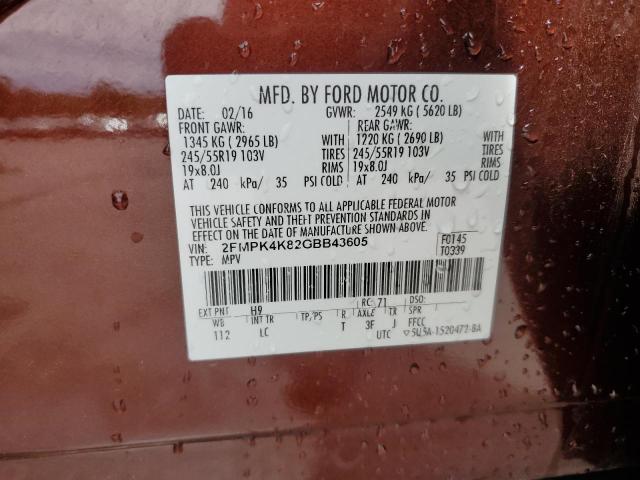 MFD. BY FORD MOTOR CO.
DATE: 02/16 GVWR: 2549 KG ( 5620 LB)
FRONT GAWR: REAR GAWR:
1345 KG ( 2965 LB) WITH 1220 KG ( 2690 LB) WITH
245/55R19 103V TIRES 245/55R19 103V TIRES
19x8.0J RIMS 19x8.0J RIMS
AT 240 kPa/ 35 PSI COLD AT 240 kPa/ 35 PSI COLD
THIS VEHICLE CONFORMS TO ALL APPLICABLE FEDERAL MOTOR
VEHICLE SAFETY AND THEFT PREVENTION STANDARDS IN
EFFECT ON THE DATE OF MANUFACTURE SHOWN ABOVE.
VIN: 2FMPK4K82GBB43605 F0145
TYPE: MPV T0339
EXT PNT: H9 RC: 71 DSO:
WB INT TR TP/PS R AXLE TR SPR
112 LC T 3F J FFCC
UTC ▽5U5A-1520472-BA